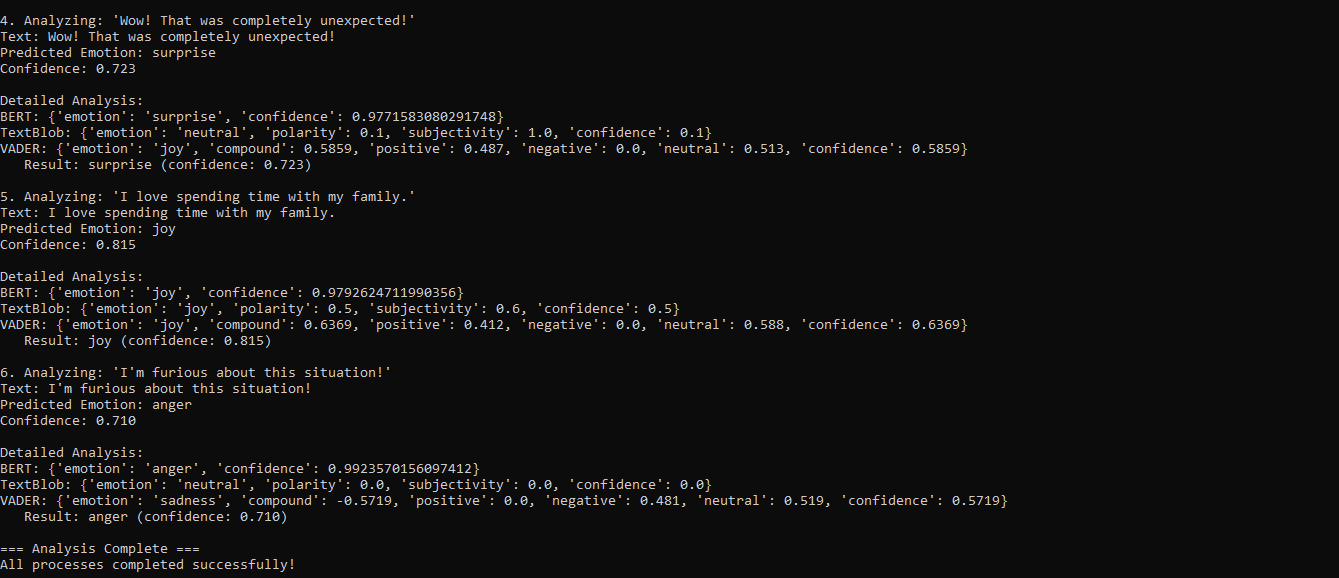 4. Analyzing: 'Wow! That was completely unexpected!'
Text: Wow! That was completely unexpected!
Predicted Emotion: surprise
Confidence: 0.723
Detailed Analysis:
BERT: {'emotion': 'surprise', 'confidence': 0.9771583080291748}
TextBlob: {'emotion': 'neutral', 'polarity': 0.1, 'subjectivity': 1.0, 'confidence': 0.1}
VADER: {'emotion': 'joy', 'compound': 0.5859, 'positive': 0.487, 'negative': 0.0, 'neutral': 0.513, 'confidence': 0.5859}
Result: surprise (confidence: 0.723)
5. Analyzing: 'I love spending time with my family.'
Text: I love spending time with my family.
Predicted Emotion: joy
Confidence: 0.815
Detailed Analysis:
BERT: {'emotion': 'joy', 'confidence': 0.9792624711990356}
TextBlob: {'emotion': 'joy', 'polarity': 0.5, 'subjectivity': 0.6, 'confidence': 0.5}
VADER: {'emotion': 'joy', 'compound': 0.6369, 'positive': 0.412, 'negative': 0.0, 'neutral': 0.588, 'confidence': 0.6369}
Result: joy (confidence: 0.815)
6. Analyzing: 'I'm furious about this situation!'
Text: I'm furious about this situation!
Predicted Emotion: anger
Confidence: 0.710
Detailed Analysis:
BERT: {'emotion': 'anger', 'confidence': 0.9923570156097412}
TextBlob: {'emotion': 'neutral', 'polarity': 0.0, 'subjectivity': 0.0, 'confidence': 0.0}
VADER: {'emotion': 'sadness', 'compound': -0.5719, 'positive': 0.0, 'negative': 0.481, 'neutral': 0.519, 'confidence': 0.5719}
Result: anger (confidence: 0.710)
=== Analysis Complete ===
All processes completed successfully!